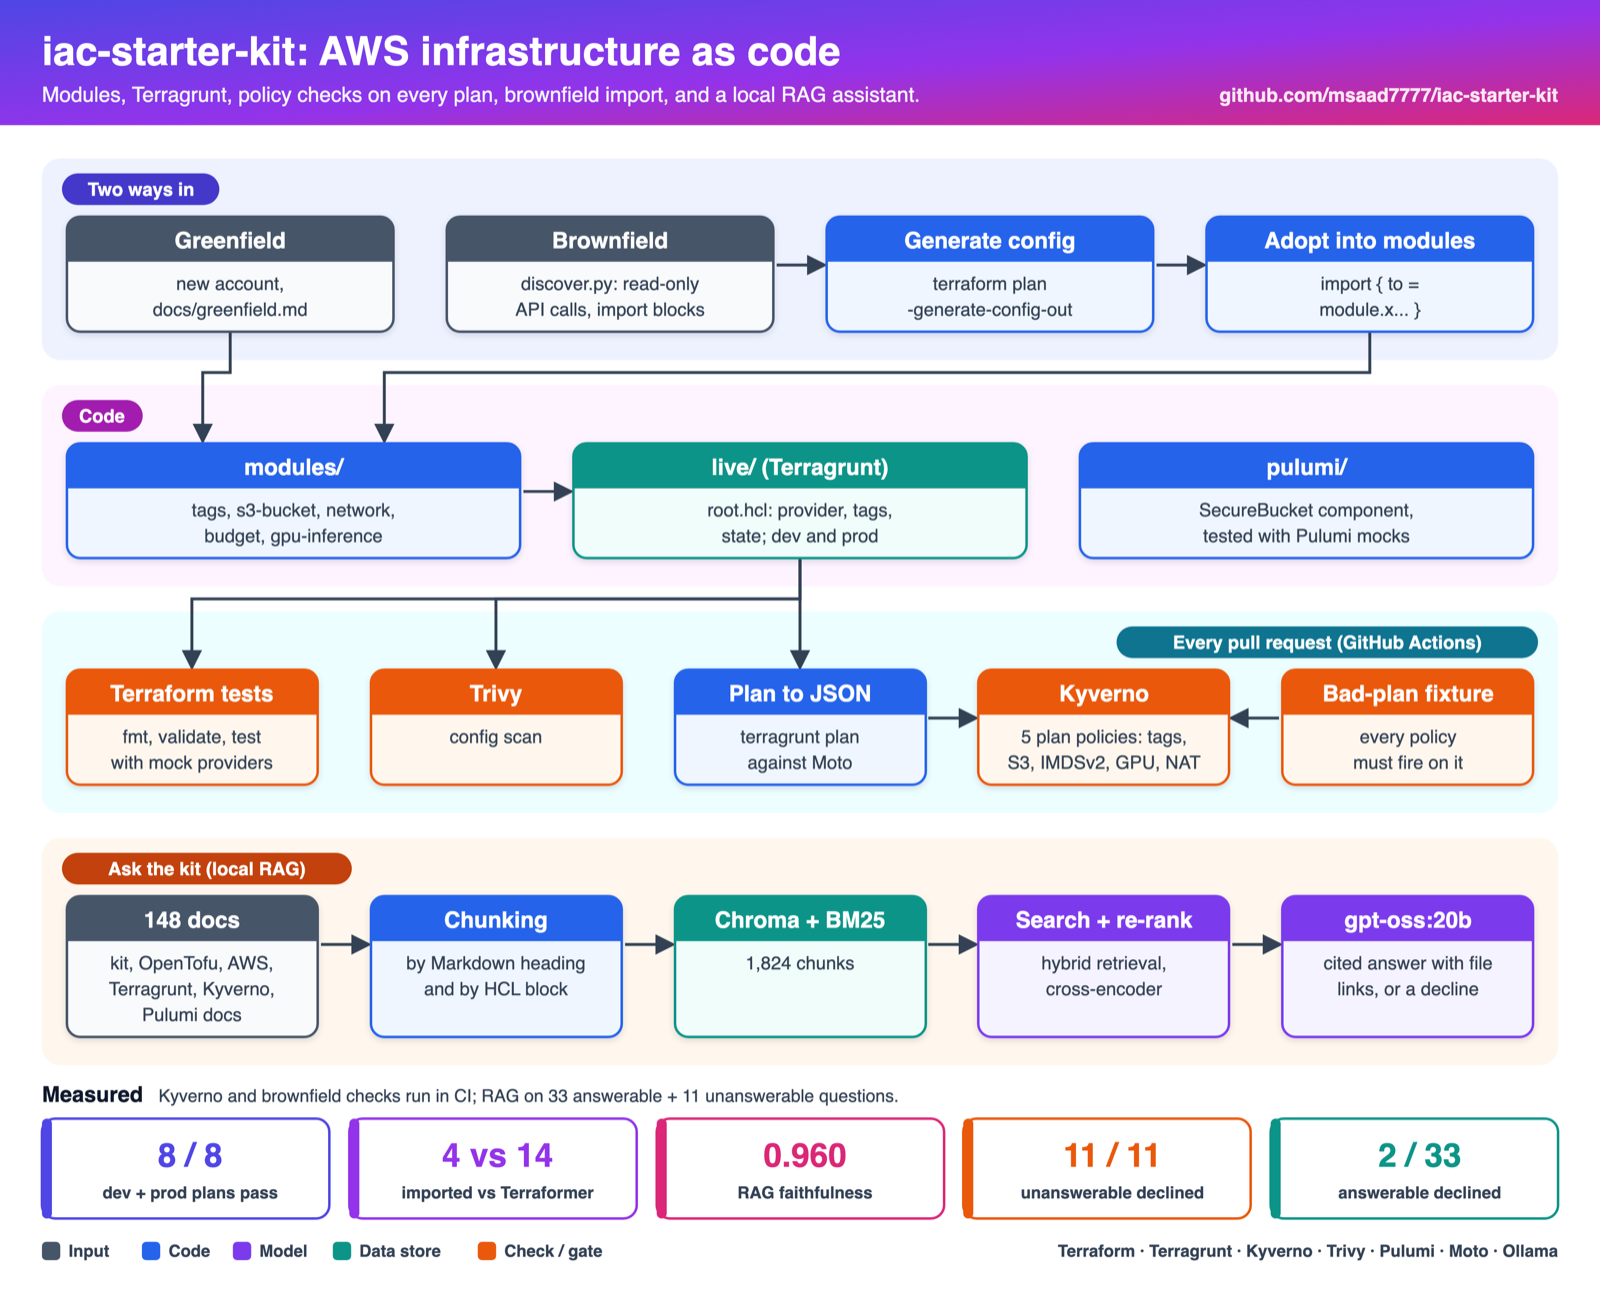 iac-starter-kit: AWS infrastructure as code
Modules, Terragrunt, policy checks on every plan, brownfield import, and a local RAG assistant.
github.com/msaad7777/iac-starter-kit
Two ways in
Greenfield
new account,
docs/greenfield.md
Brownfield
discover.py: read-only
API calls, import blocks
Generate config
terraform plan
-generate-config-out
Adopt into modules
import { to =
module.x... }
Code
modules/
tags, s3-bucket, network,
budget, gpu-inference
live/ (Terragrunt)
root.hcl: provider, tags,
state; dev and prod
pulumi/
SecureBucket component,
tested with Pulumi mocks
Every pull request (GitHub Actions)
Terraform tests
fmt, validate, test
with mock providers
Trivy
config scan
Plan to JSON
terragrunt plan
against Moto
Kyverno
5 plan policies: tags,
S3, IMDSv2, GPU, NAT
Bad-plan fixture
every policy
must fire on it
Ask the kit (local RAG)
148 docs
kit, OpenTofu, AWS,
Terragrunt, Kyverno,
Pulumi docs
Chunking
by Markdown heading
and by HCL block
Chroma + BM25
1,824 chunks
Search + re-rank
hybrid retrieval,
cross-encoder
gpt-oss:20b
cited answer with file
links, or a decline
Measured Kyverno and brownfield checks run in CI; RAG on 33 answerable + 11 unanswerable questions.
8 / 8
dev + prod plans pass
4 vs 14
imported vs Terraformer
0.960
RAG faithfulness
11 / 11
unanswerable declined
2 / 33
answerable declined
Input
Code
Model
Data store
Check / gate
Terraform · Terragrunt · Kyverno · Trivy · Pulumi · Moto · Ollama